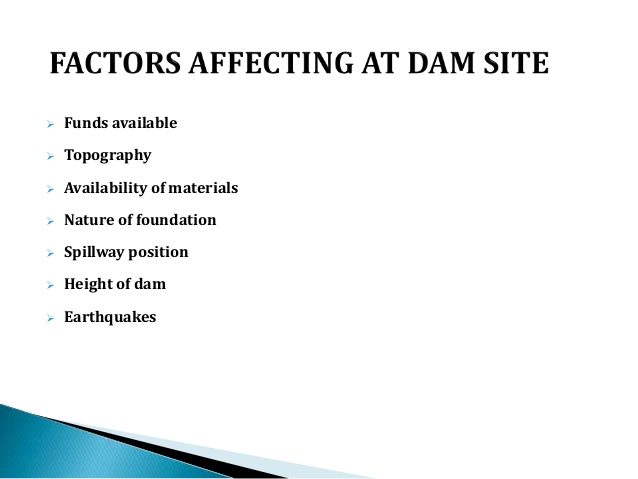 FACTORS AFFECTING AT DAM SITE
Funds available
Topography
Availability of materials
Nature of foundation
Spillway position
Height of dam
Earthquakes